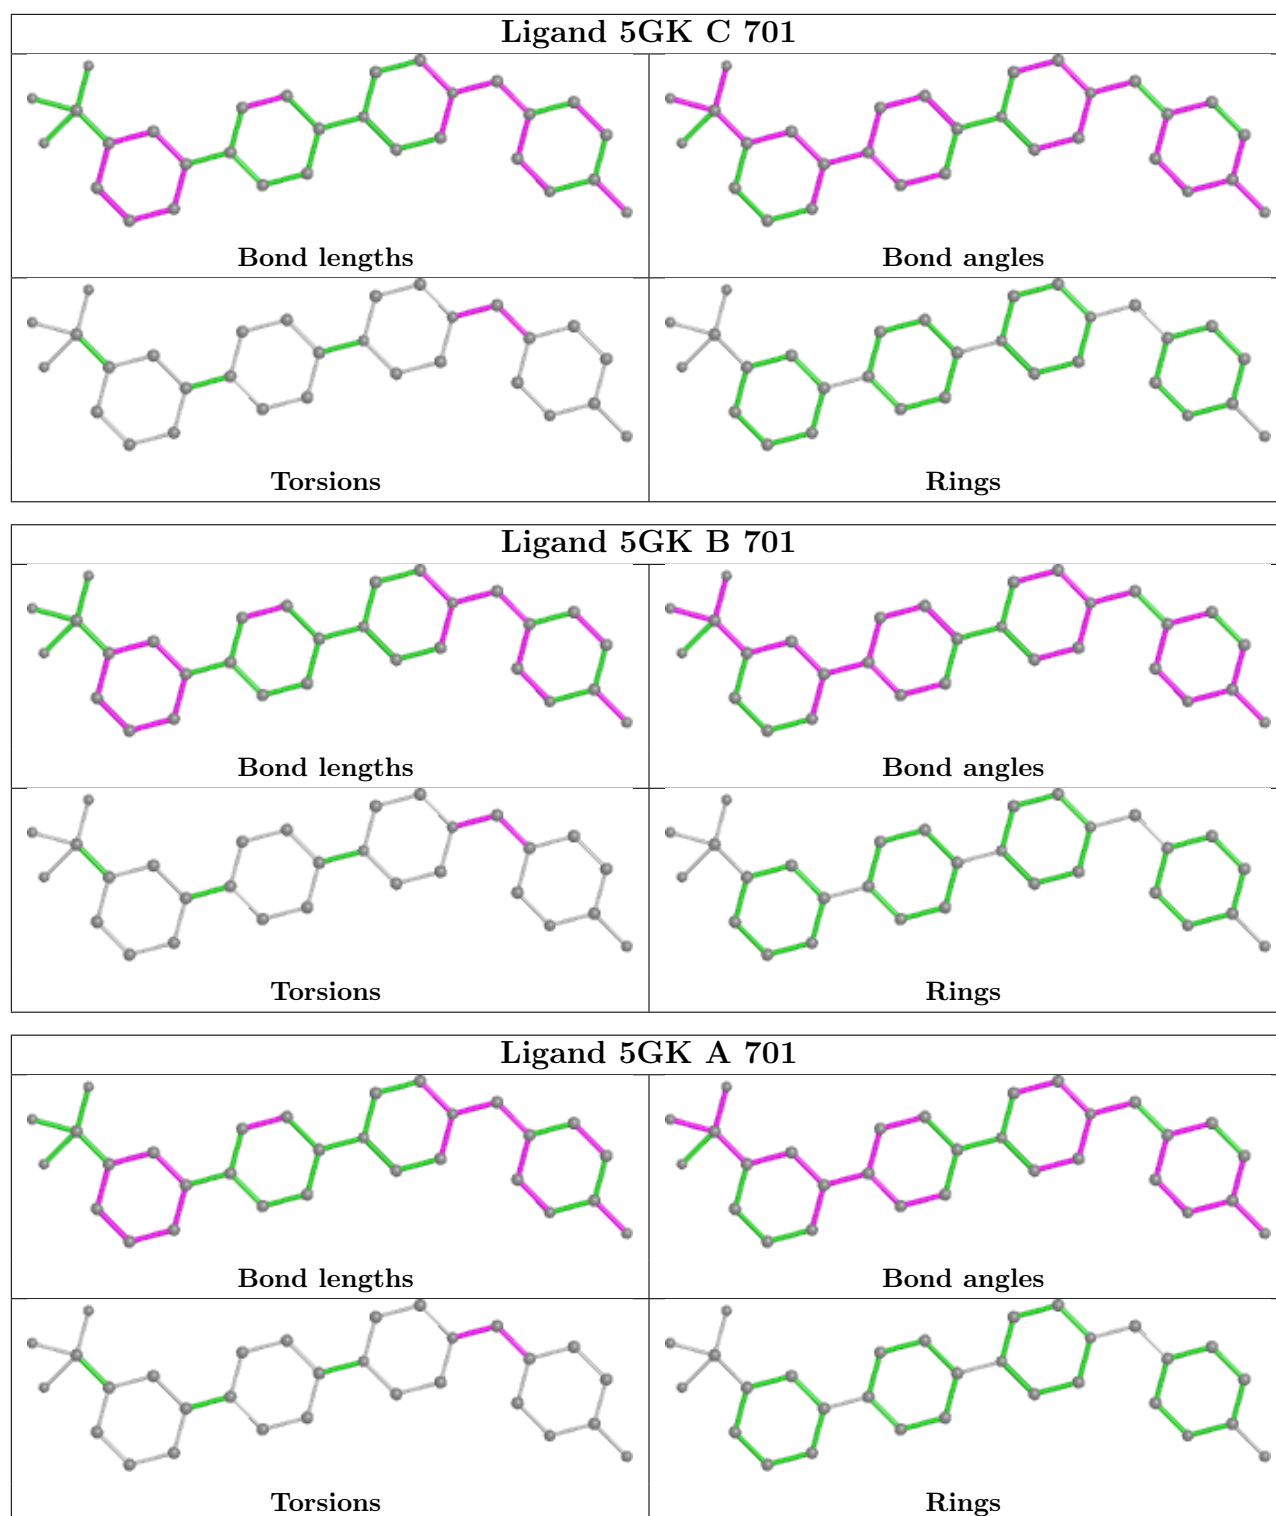 Ligand 5GK C 701
Bond lengths
Bond angles
Torsions
Rings
Ligand 5GK B 701
Bond lengths
Bond angles
Torsions
Rings
Ligand 5GK A 701
Bond lengths
Bond angles
Torsions
Rings